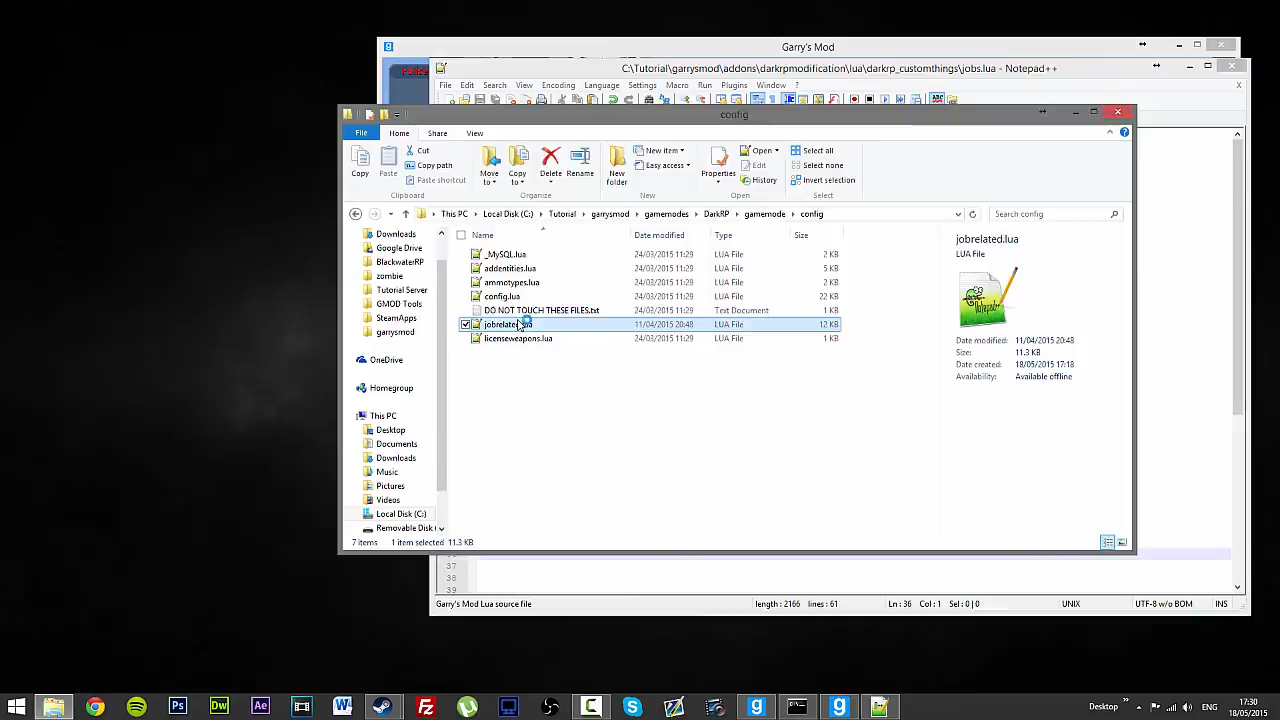 Garry's Mod
C:\Tutorial\garrysmod\addons\darkrpmodification\lua\darkrp_customthings\jobs.lua - Notepad++
File Edit Search View Encoding Language Settings Macro Run Plugins Window ? X
config
File Home Share View
Copy
Paste
Cut
Copy path
Paste shortcut
Clipboard
Move to
Copy to
Delete
Rename
Organize
New folder
New item
Easy access
New
Properties
Open
Edit
History
Open
Select all
Select none
Invert selection
Select
This PC Local Disk (C:) Tutorial garrysmod gamemodes DarkRP gamemode config
Search config
Downloads
Google Drive
BlackwaterRP
zombie
Tutorial Server
GMOD Tools
SteamApps
garrysmod
OneDrive
Homegroup
This PC
Desktop
Documents
Downloads
Music
Pictures
Videos
Local Disk (C:)
Removable Disk
Name Date modified Type Size
_MySQL.lua 24/03/2015 11:29 LUA File 2 KB
addentities.lua 24/03/2015 11:29 LUA File 5 KB
ammotypes.lua 24/03/2015 11:29 LUA File 1 KB
config.lua 24/03/2015 11:29 LUA File 22 KB
DO NOT TOUCH THESE FILES.txt 24/03/2015 11:29 Text Document 1 KB
11/04/2015 20:48 LUA File 12 KB
licenseweapons.lua 24/03/2015 11:29 LUA File 1 KB
jobrelated.lua
LUA File
Date modified: 11/04/2015 20:48
Size: 11.3 KB
Date created: 18/05/2015 17:18
Availability: Available offline
7 items 1 item selected 11.3 KB
37
38
39
Garry's Mod Lua source file length : 2166 lines : 61 Ln : 36 Col : 1 Sel : 0 | 0 UNIX UTF-8 w/o BOM INS
Desktop ENG 17:30
18/05/2015